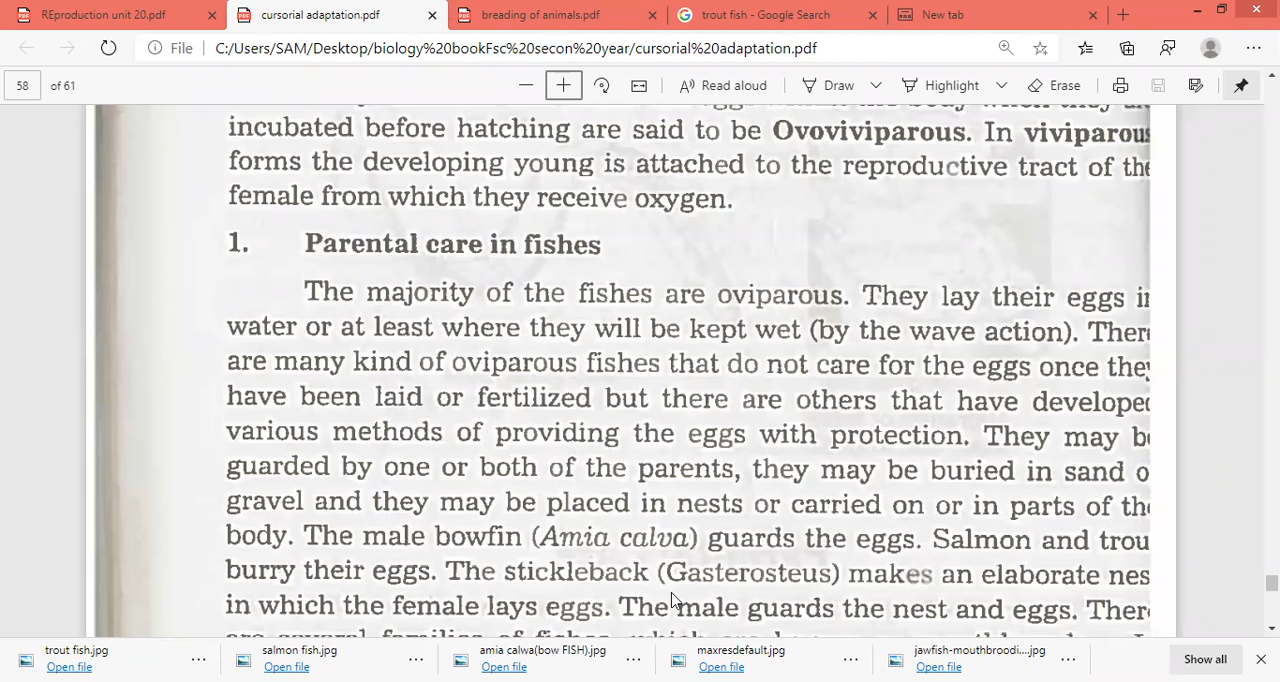 REproduction unit 20.pdf
cursorial adaptation.pdf
breading of animals.pdf
trout fish - Google Search
New tab
File C:/Users/SAM/Desktop/biology%20bookFsc%20secon%20year/cursorial%20adaptation.pdf
58 of 61
Read aloud
Draw
Highlight
Erase
incubated before hatching are said to be Ovoviviparous. In viviparous
forms the developing young is attached to the reproductive tract of the
female from which they receive oxygen.
1. Parental care in fishes
The majority of the fishes are oviparous. They lay their eggs in
water or at least where they will be kept wet (by the wave action). Ther
are many kind of oviparous fishes that do not care for the eggs once they
have been laid or fertilized but there are others that have developed
various methods of providing the eggs with protection. They may b
guarded by one or both of the parents, they may be buried in sand o
gravel and they may be placed in nests or carried on or in parts of th
body. The male bowfin (Amia calva) guards the eggs. Salmon and trou
burry their eggs. The stickleback (Gasterosteus) makes an elaborate nes
in which the female lays eggs. The male guards the nest and eggs. Ther
trout fish.jpg
Open file
salmon fish.jpg
Open file
amia calwa(bow FISH).jpg
Open file
maxresdefault.jpg
Open file
jawfish-mouthbroodi....jpg
Open file
Show all